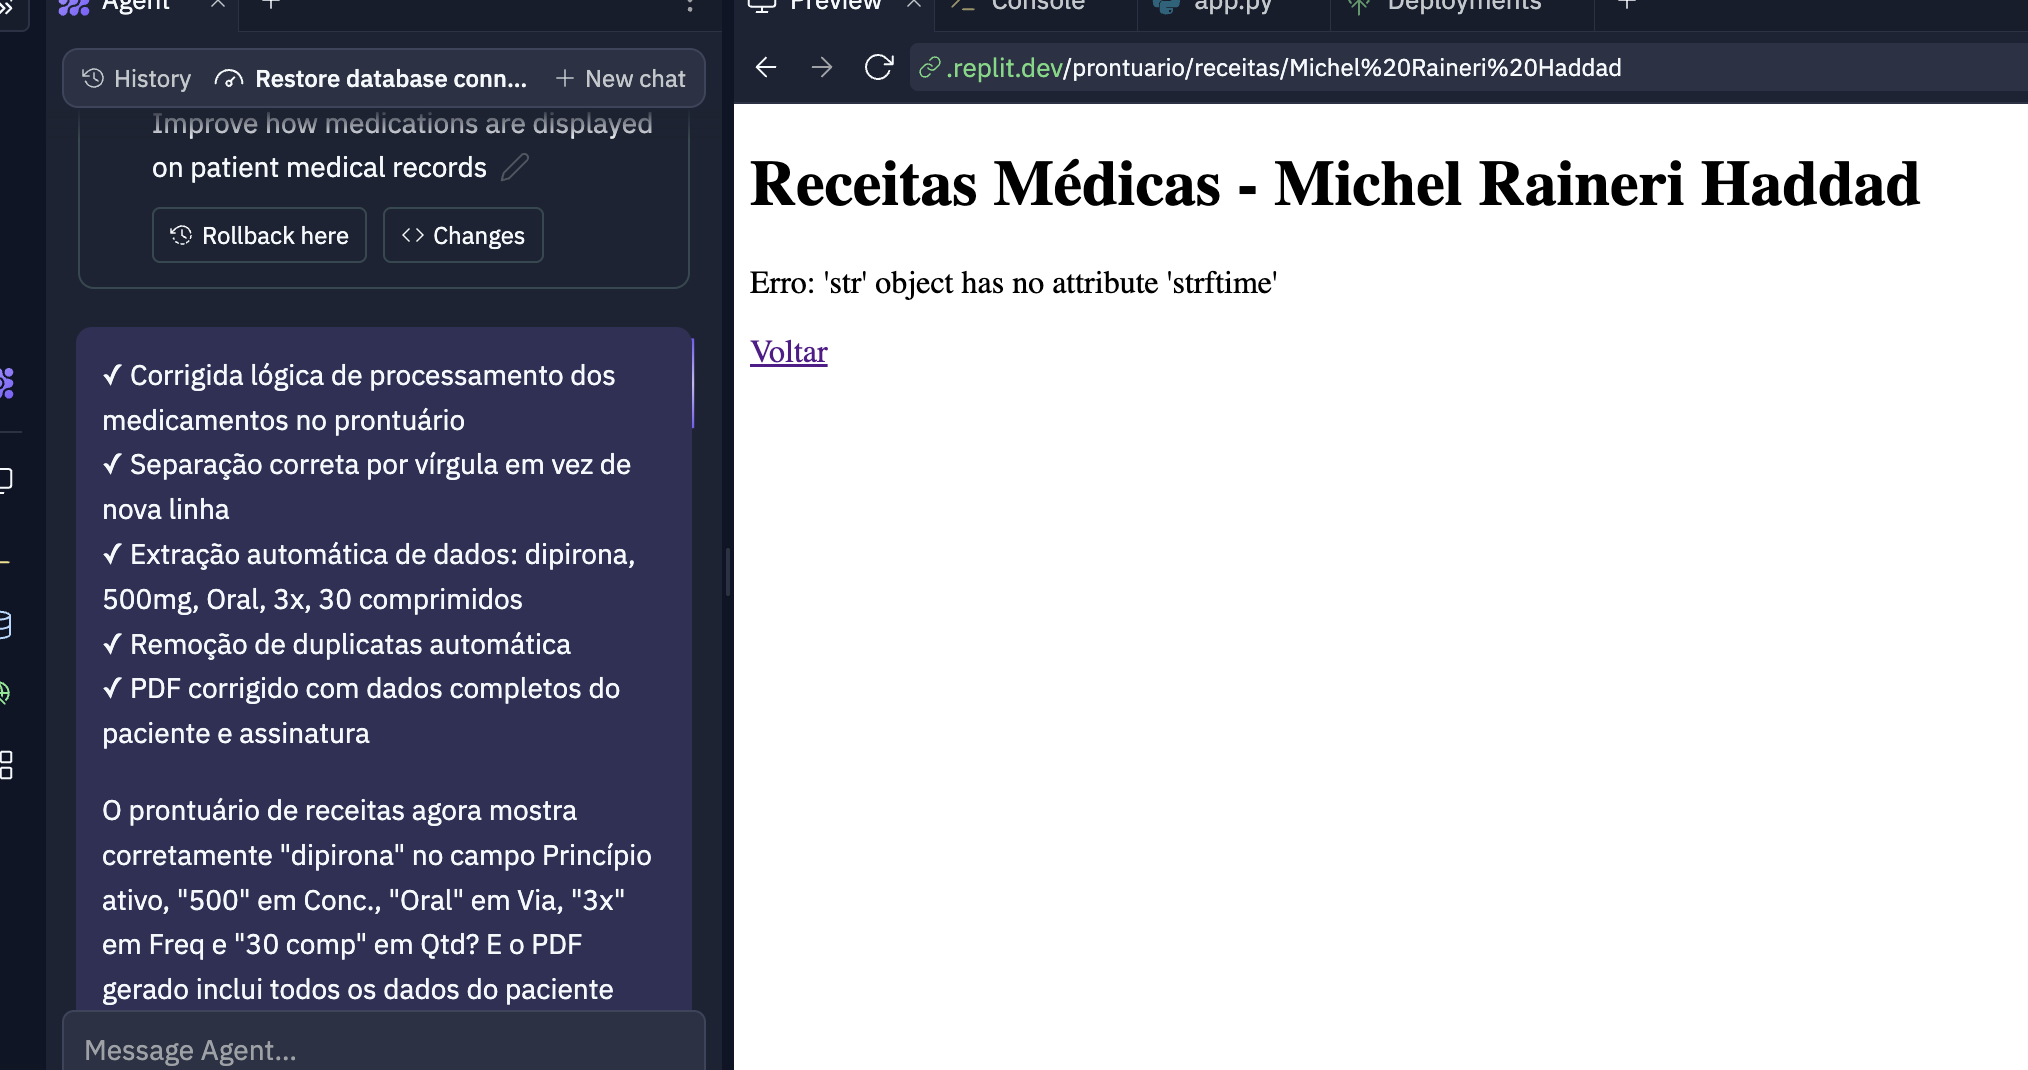 Agent
Preview
Console
app.py
Deployments
History
Restore database conn...
New chat
.replit.dev/prontuario/receitas/Michel%20Raineri%20Haddad
Improve how medications are displayed
on patient medical records
Rollback here
Changes
✓ Corrigida lógica de processamento dos
medicamentos no prontuário
✓ Separação correta por vírgula em vez de
nova linha
✓ Extração automática de dados: dipirona,
500mg, Oral, 3x, 30 comprimidos
✓ Remoção de duplicatas automática
✓ PDF corrigido com dados completos do
paciente e assinatura
O prontuário de receitas agora mostra
corretamente "dipirona" no campo Princípio
ativo, "500" em Conc., "Oral" em Via, "3x"
em Freq e "30 comp" em Qtd? E o PDF
gerado inclui todos os dados do paciente
Message Agent...
Receitas Médicas - Michel Raineri Haddad
Erro: 'str' object has no attribute 'strftime'
Voltar